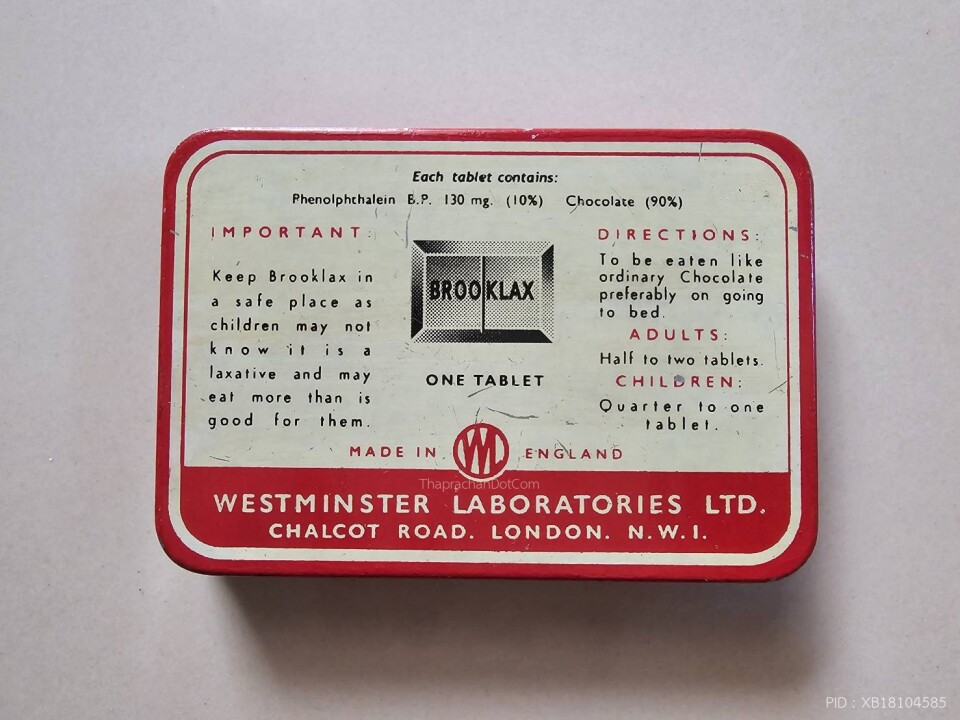 Each tablet contains:
Phenolphthalein B.P. 130 mg. (10%) Chocolate (90%)
IMPORTANT:
Keep Brooklax in
a safe place as
children may not
know it is a
laxative and may
eat more than is
good for them.
BROOKLAX
ONE TABLET
DIRECTIONS:
To be eaten like
ordinary Chocolate
preferably on going
to bed.
ADULTS:
Half to two tablets.
CHILDREN:
Quarter to one
tablet.
MADE IN WL ENGLAND
ThaprachanDotCom
WESTMINSTER LABORATORIES LTD.
CHALCOT ROAD. LONDON. N.W.1.
PID : XB18104585